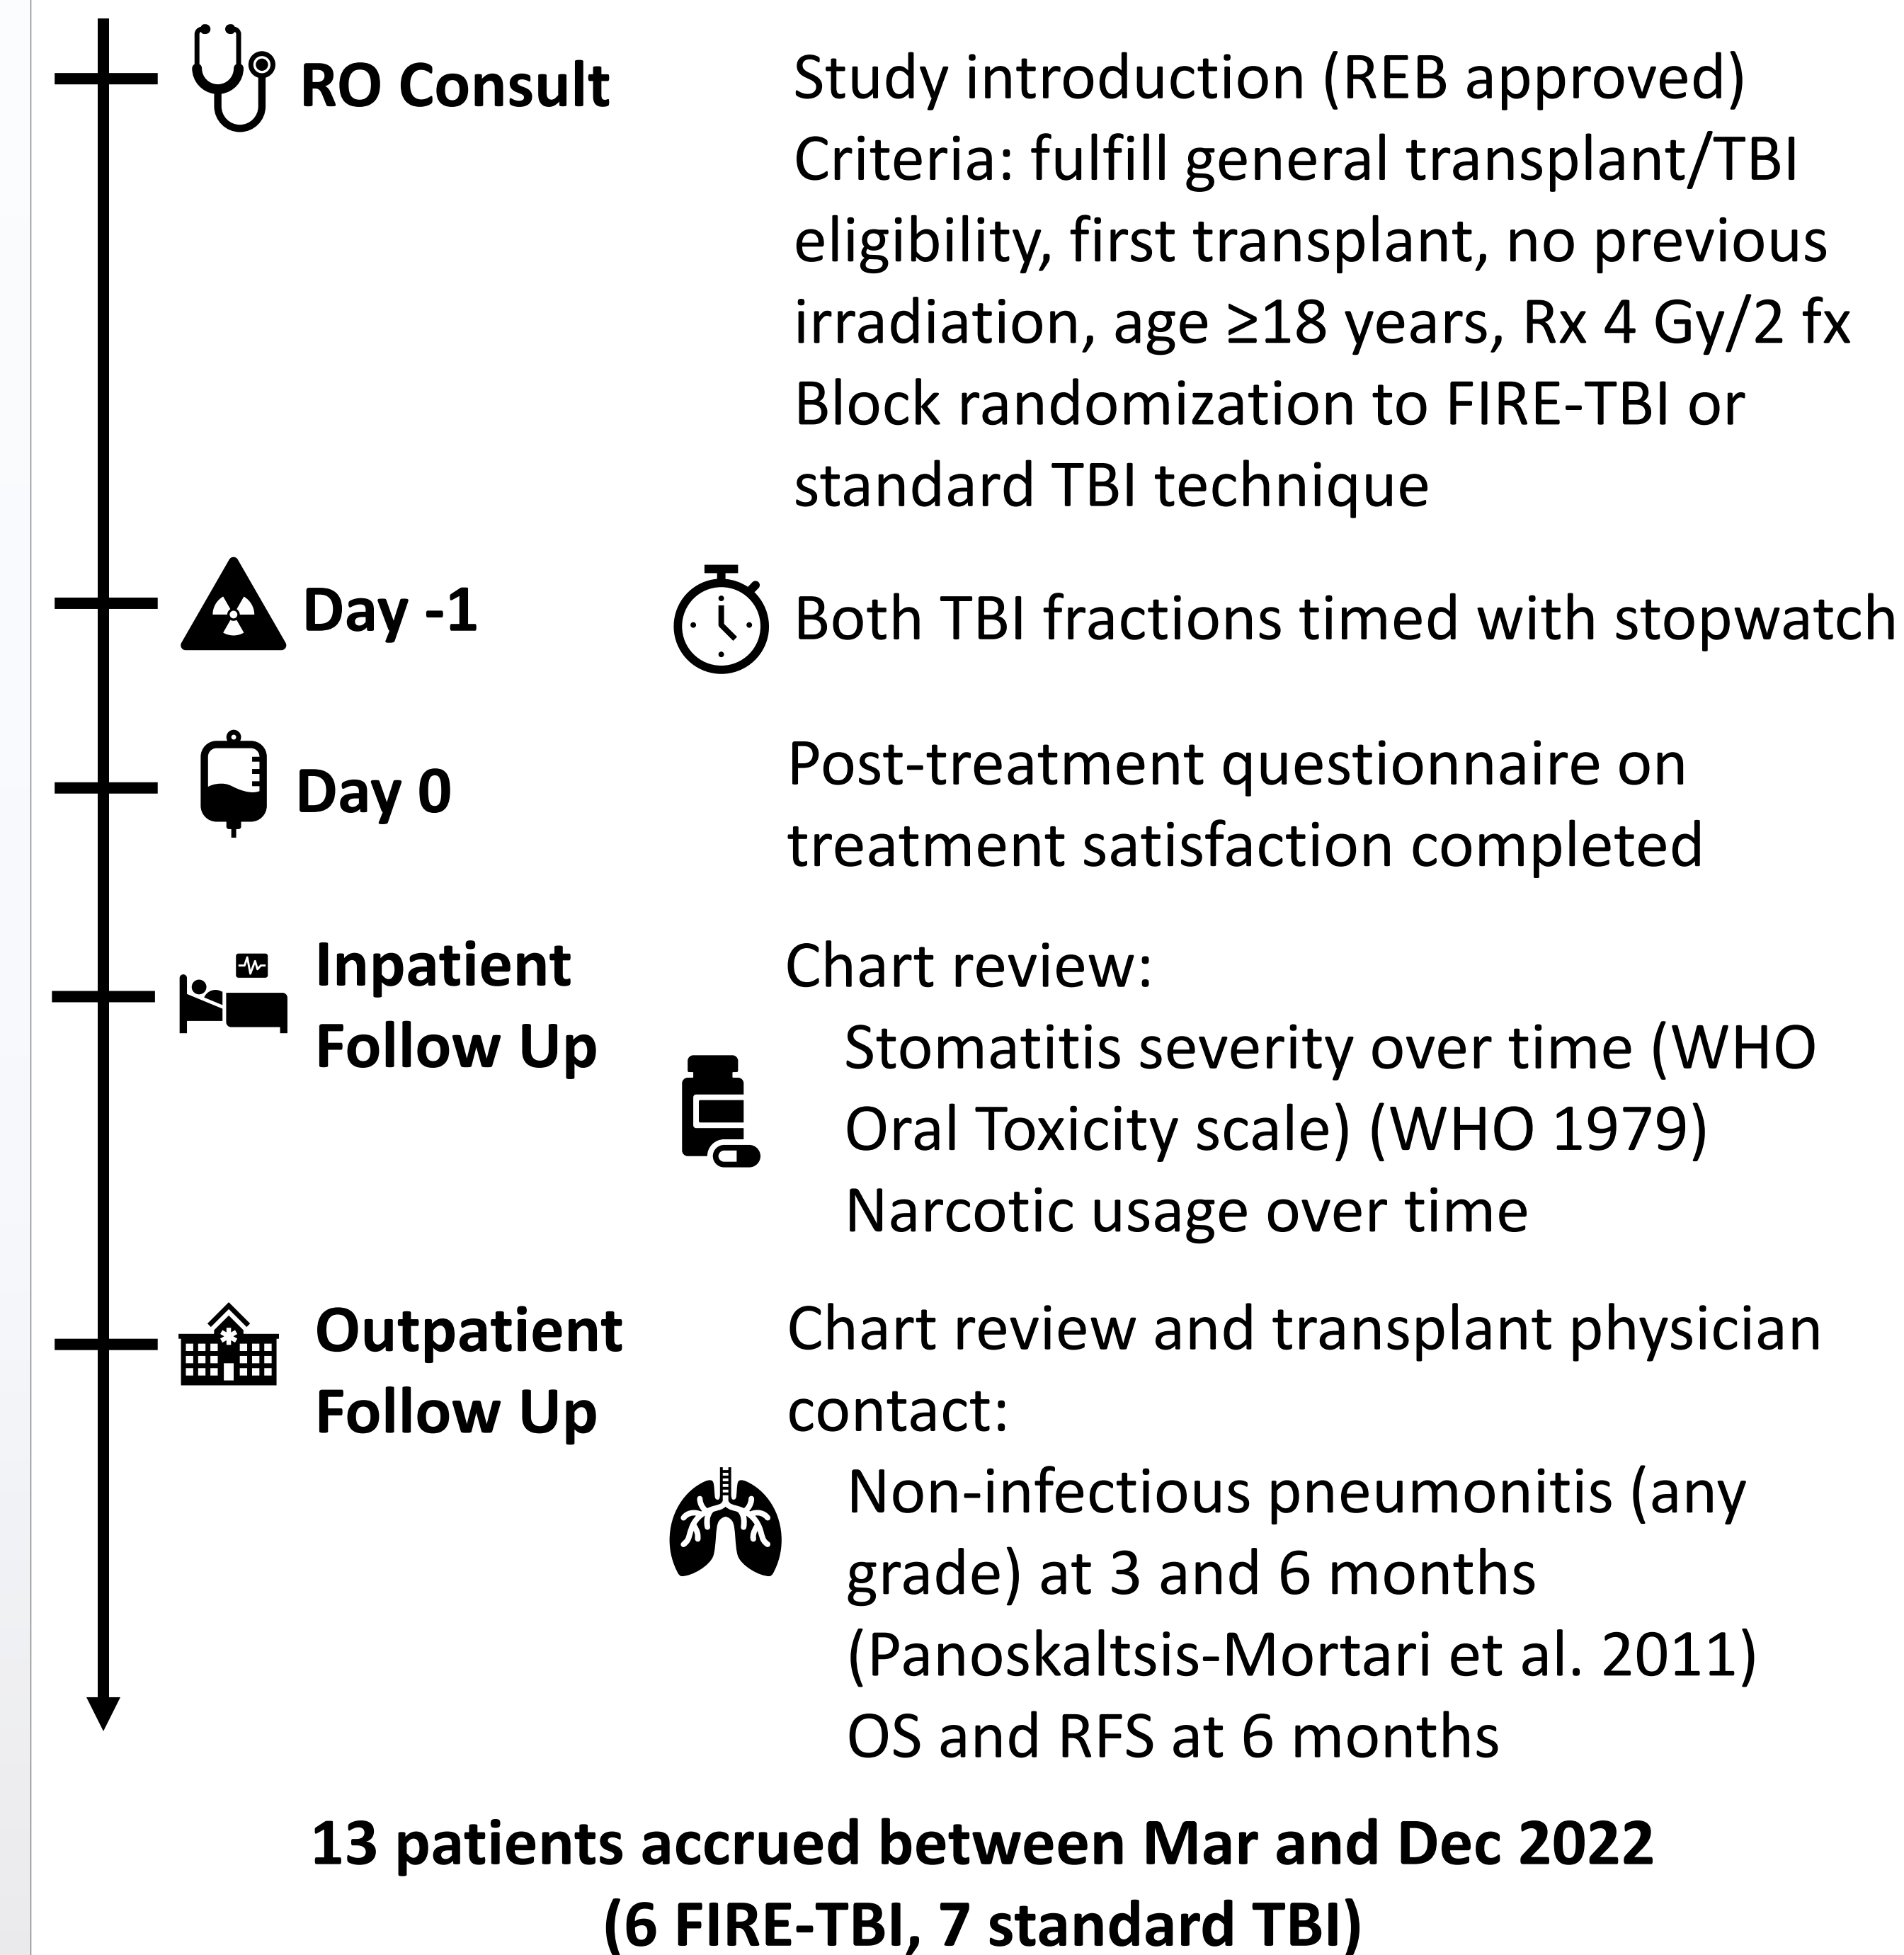 RO Consult
Study introduction (REB approved)
Criteria: fulfill general transplant/TBI
eligibility, first transplant, no previous
irradiation, age ≥18 years, Rx 4 Gy/2 fx
Block randomization to FIRE-TBI or
standard TBI technique
Day -1
Both TBI fractions timed with stopwatch
Day 0
Post-treatment questionnaire on
treatment satisfaction completed
Inpatient
Follow Up
Chart review:
Stomatitis severity over time (WHO
Oral Toxicity scale) (WHO 1979)
Narcotic usage over time
Outpatient
Follow Up
Chart review and transplant physician
contact:
Non-infectious pneumonitis (any
grade) at 3 and 6 months
(Panoskaltsis-Mortari et al. 2011)
OS and RFS at 6 months
13 patients accrued between Mar and Dec 2022
(6 FIRE-TBI, 7 standard TBI)